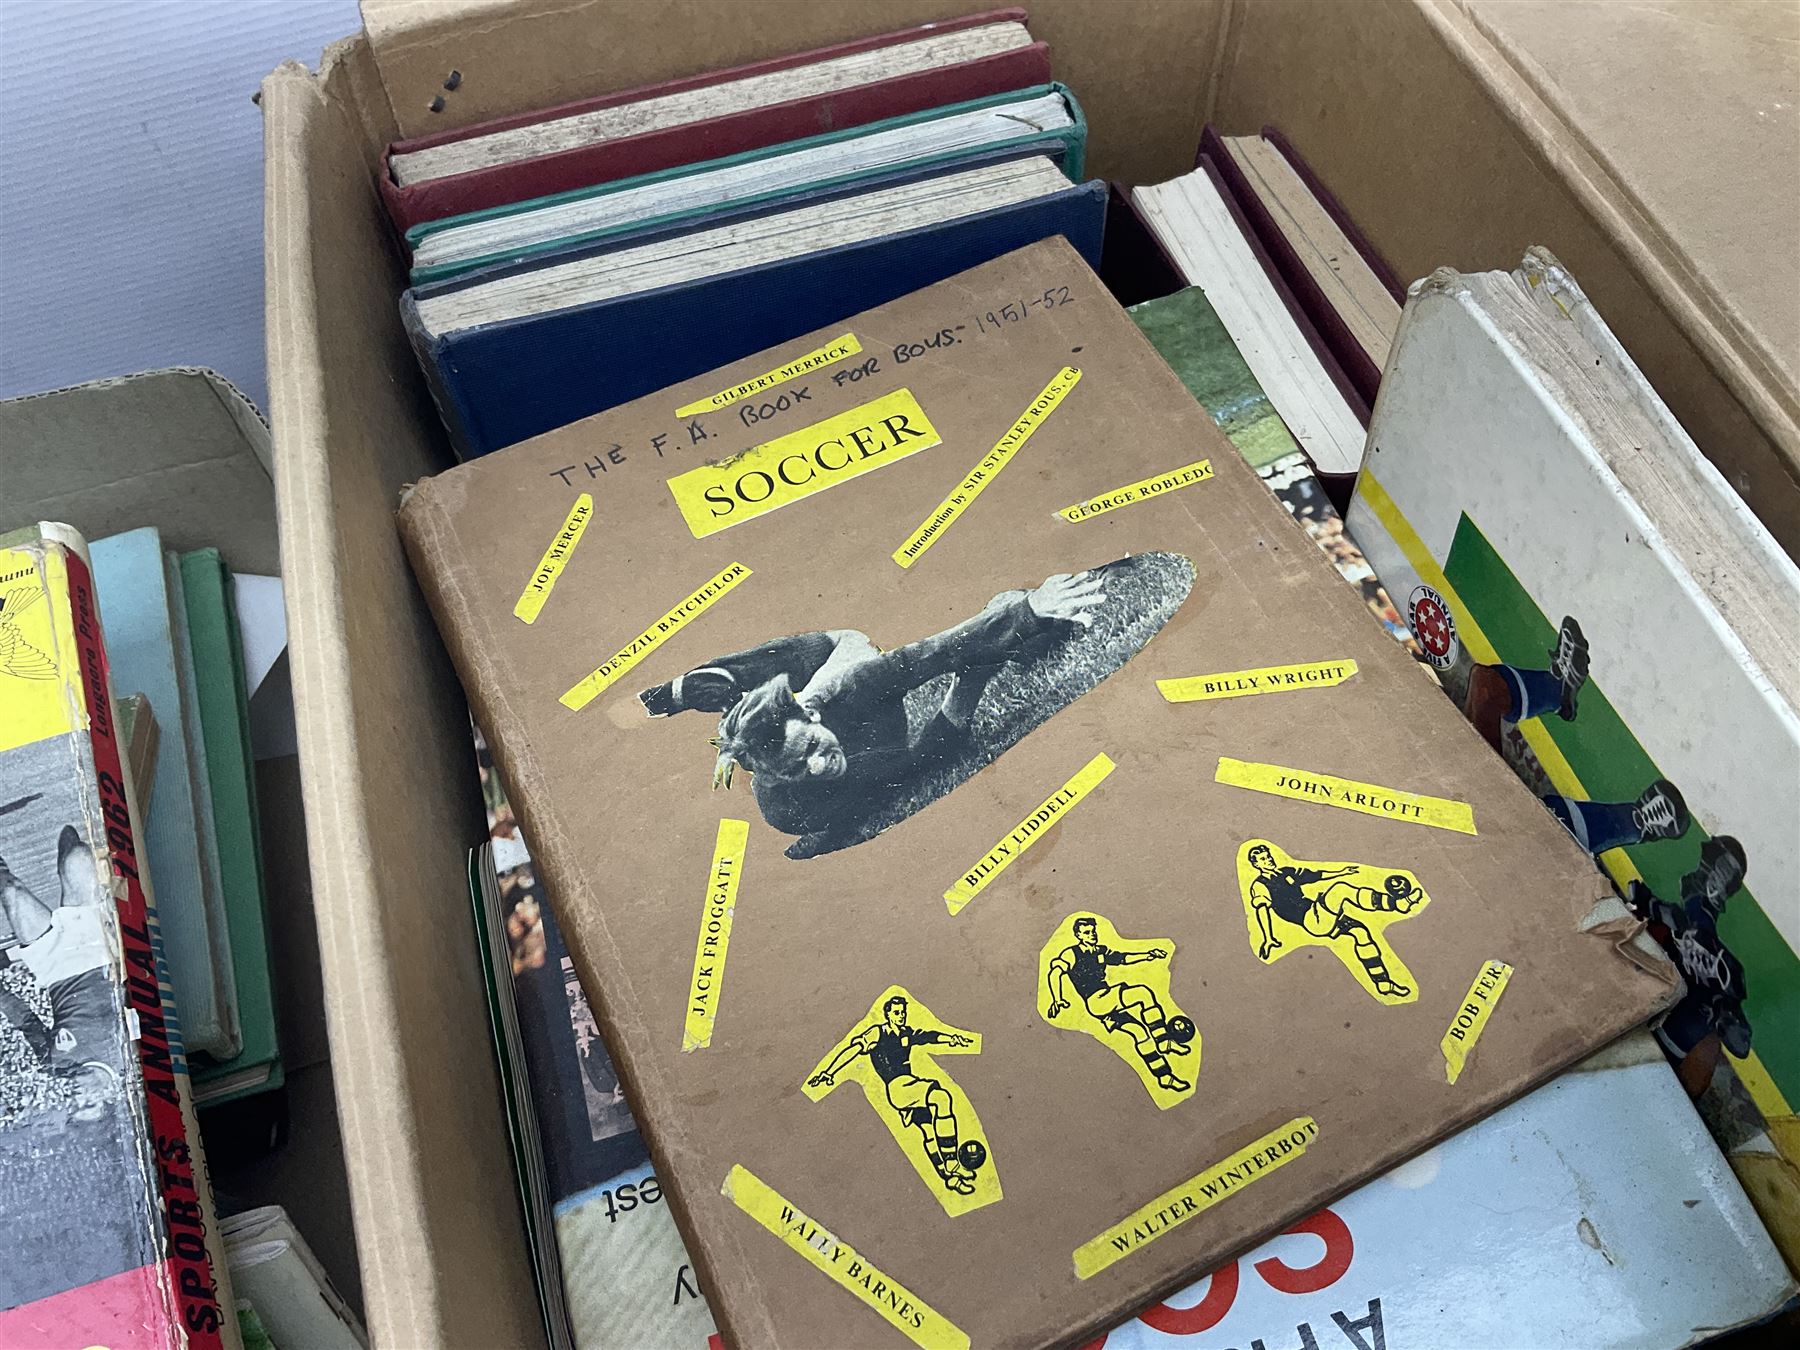 THE F.A. BOOK FOR BOYS:- 1951-52
GILBERT MERRICK
SOCCER
Introduction by SIR STANLEY ROUS, CB
GEORGE ROBLEDO
JOE MERCER
DENZIL BATCHELOR
BILLY WRIGHT
JOHN ARLOTT
BILLY LIDDELL
JACK FROGGATT
BOB FER
WALTER WINTERBOT
WALLY BARNES
Longacre Press
SPORTS ANNUAL-1962
ANNUAL
est